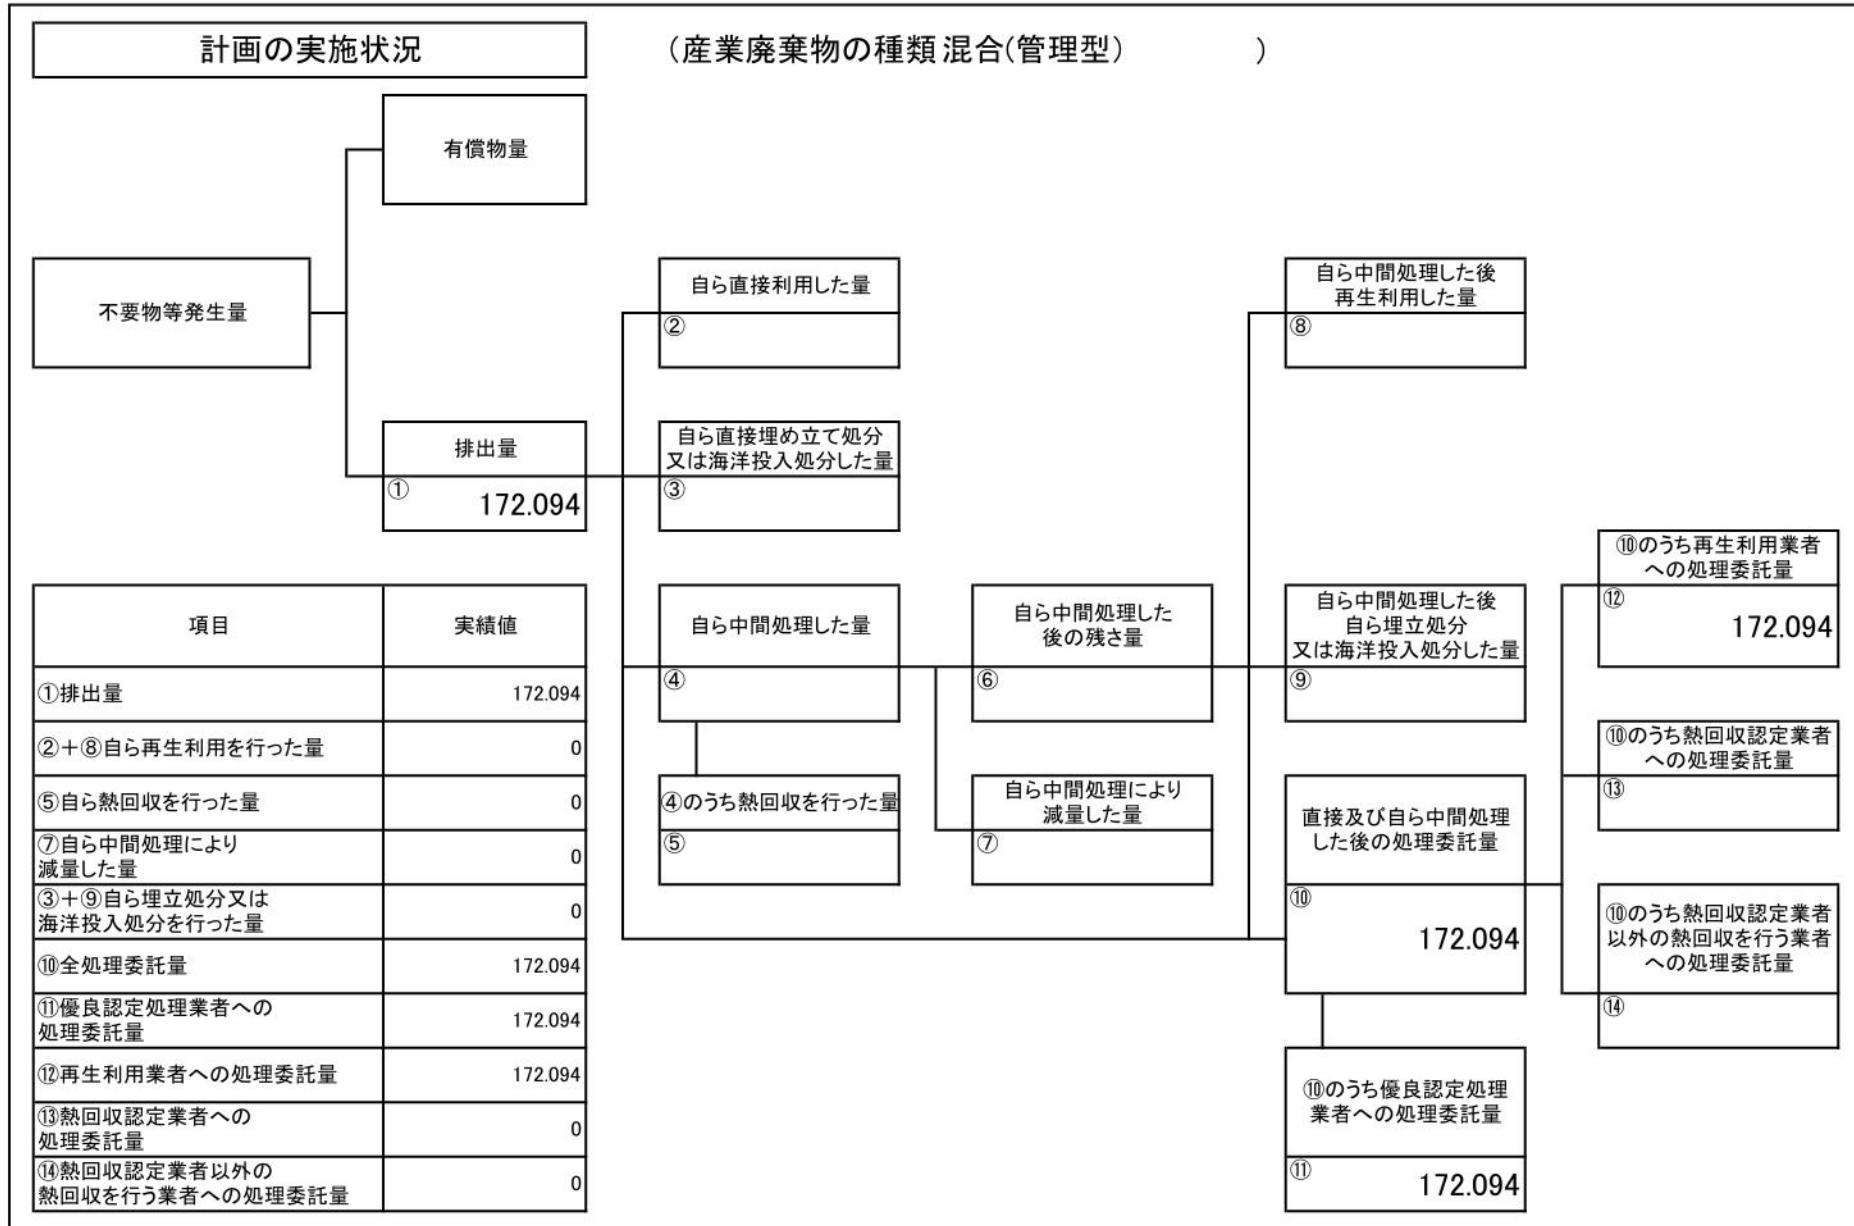 計画の実施状況
（産業廃棄物の種類 混合(管理型）　　　　　）
有償物量
不要物等発生量
自ら直接利用した量
②
自ら中間処理した後
再生利用した量
⑧
排出量
① 172.094
自ら直接埋め立て処分
又は海洋投入処分した量
③
⑩のうち再生利用業者
への処理委託量
⑫
172.094
項目 実績値
①排出量 172.094
②＋⑧自ら再生利用を行った量 0
⑤自ら熱回収を行った量 0
⑦自ら中間処理により
減量した量 0
③＋⑨自ら埋立処分又は
海洋投入処分を行った量 0
⑩全処理委託量 172.094
⑪優良認定処理業者への
処理委託量 172.094
⑫再生利用業者への処理委託量 172.094
⑬熱回収認定業者への
処理委託量 0
⑭熱回収認定業者以外の
熱回収を行う業者への処理委託量 0
自ら中間処理した量
④
自ら中間処理した
後の残さ量
⑥
自ら中間処理した後
自ら埋立処分
又は海洋投入処分した量
⑨
④のうち熱回収を行った量
⑤
自ら中間処理により
減量した量
⑦
直接及び自ら中間処理
した後の処理委託量
⑩
172.094
⑩のうち熱回収認定業者
への処理委託量
⑬
⑩のうち熱回収認定業者
以外の熱回収を行う業者
への処理委託量
⑭
⑩のうち優良認定処理
業者への処理委託量
⑪
172.094